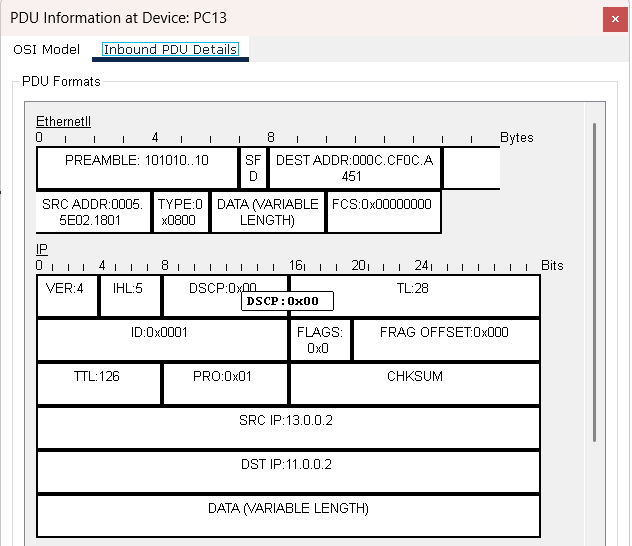 PDU Information at Device: PC13
×
OSI Model Inbound PDU Details
PDU Formats
EthernetII
0 4 8 Bytes
PREAMBLE: 101010..10 SFD DEST ADDR:000C.CF0C.A451
SRC ADDR:0005.5E02.1801 TYPE:0x0800 DATA (VARIABLE LENGTH) FCS:0x00000000
IP
0 4 8 16 20 24 Bits
VER:4 IHL:5 DSCP:0x00 TL:28
DSCP:0x00
ID:0x0001 FLAGS:0x0 FRAG OFFSET:0x000
TTL:126 PRO:0x01 CHKSUM
SRC IP:13.0.0.2
DST IP:11.0.0.2
DATA (VARIABLE LENGTH)